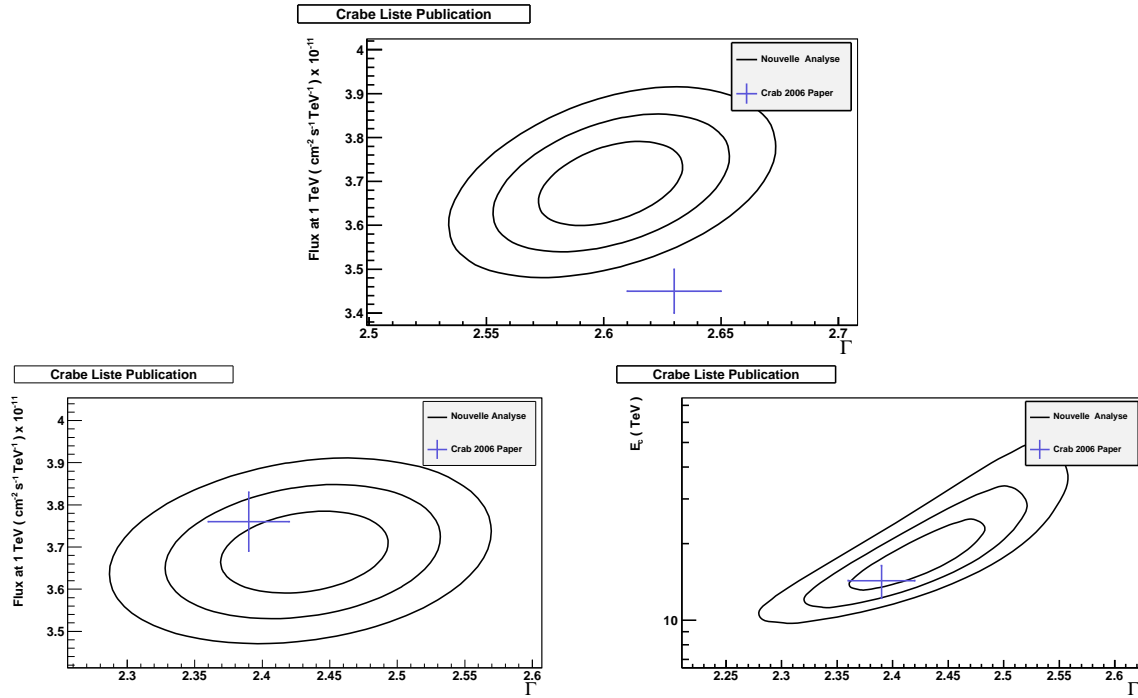 Crabe Liste Publication
Flux at 1 TeV ( cm⁻² s⁻¹ TeV⁻¹ ) x 10⁻¹¹
4
3.9
3.8
3.7
3.6
3.5
3.4
Nouvelle Analyse
Crab 2006 Paper
2.5
2.55
2.6
2.65
2.7
Γ
Crabe Liste Publication
Flux at 1 TeV ( cm⁻² s⁻¹ TeV⁻¹ ) x 10⁻¹¹
4
3.9
3.8
3.7
3.6
3.5
Nouvelle Analyse
Crab 2006 Paper
2.3
2.35
2.4
2.45
2.5
2.55
2.6
Γ
Crabe Liste Publication
E_c ( TeV )
10
Nouvelle Analyse
Crab 2006 Paper
2.25
2.3
2.35
2.4
2.45
2.5
2.55
2.6
Γ